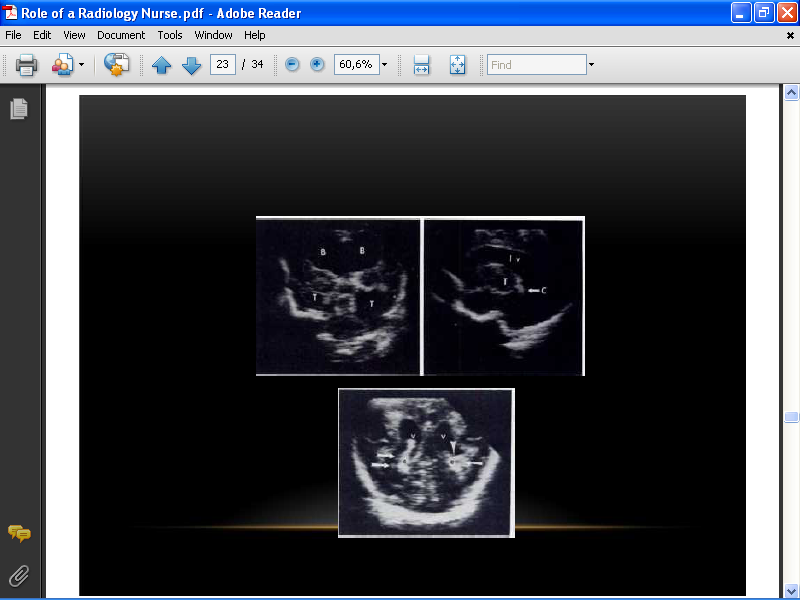 Role of a Radiology Nurse.pdf - Adobe Reader
File Edit View Document Tools Window Help
23 / 34 60,6% Find
B B
T T
l v
T C
v v